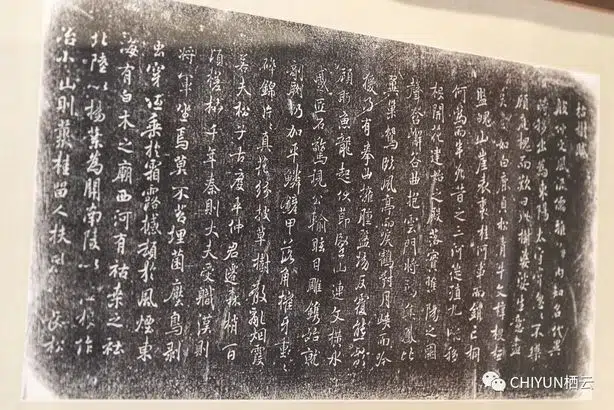 枯樹賦
殷仲文風流儒雅海內知名代異
時移出為東陽太守常忽忽不樂
顧庭槐而歎曰此樹婆娑生意盡
矣至如白鹿貞松青牛文梓根柢
盤魄山崖表裏桂何事而銷亡桐
何為而半死昔之三河徙植九畹移
根開花建始之殿落實睢陽之園
聲含嶰谷曲抱雲門將雛集鳳比
翼巢鴛臨風亭而唳鶴對月峽而吟
猨乃有拳曲擁腫盤坳反覆熊彪
顧盼魚龍起伏節豎山連文橫水
蹙匠石驚視公輸眩目雕鐫始就
剞劂仍加平鱗鏟甲落角摧牙重重
碎錦片片真花紛披草樹散亂烟霞
若夫松子古度平仲君遷森梢百
頃槎枿千年秦則大夫受職漢則
將軍坐焉莫不苔埋菌壓鳥剝
虫穿低垂於霜露撼頓於風煙東
海有白木之廟西河有枯桑之社
北陸以楊葉為關南陵以梅根作
冶小山則叢桂留人扶風則長松
CHIYUN栖云